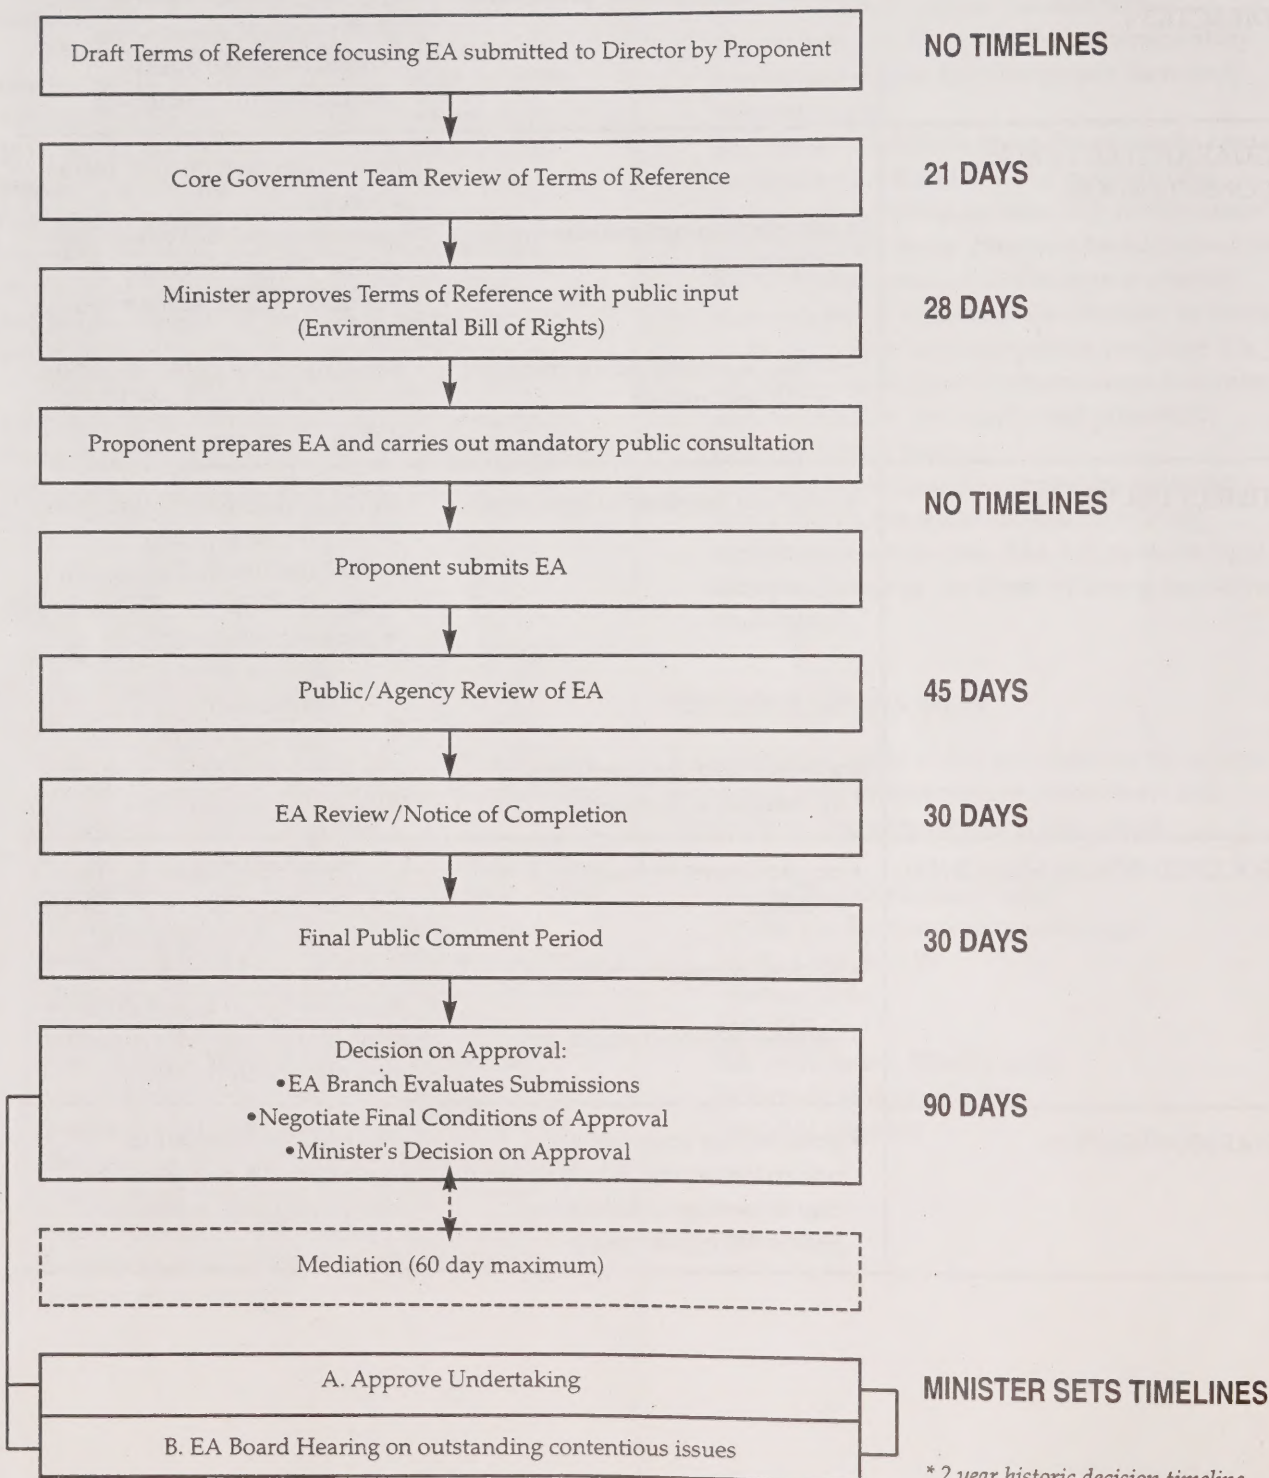 Draft Terms of Reference focusing EA submitted to Director by Proponent
NO TIMELINES
Core Government Team Review of Terms of Reference
21 DAYS
Minister approves Terms of Reference with public input
(Environmental Bill of Rights)
28 DAYS
Proponent prepares EA and carries out mandatory public consultation
NO TIMELINES
Proponent submits EA
Public/Agency Review of EA
45 DAYS
EA Review/Notice of Completion
30 DAYS
Final Public Comment Period
30 DAYS
Decision on Approval:
•EA Branch Evaluates Submissions
•Negotiate Final Conditions of Approval
•Minister's Decision on Approval
90 DAYS
Mediation (60 day maximum)
A. Approve Undertaking
MINISTER SETS TIMELINES
B. EA Board Hearing on outstanding contentious issues
* 2 year historic decision timeline